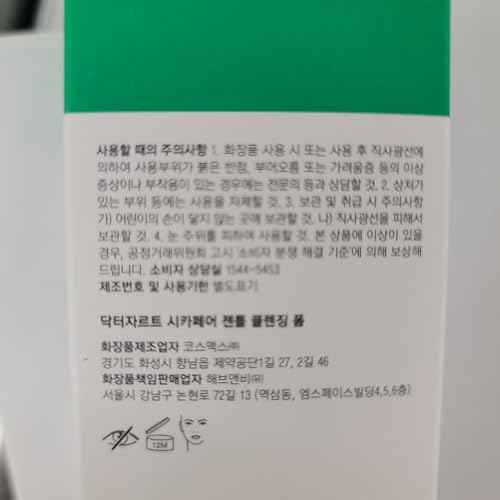 사용할 때의 주의사항 1. 화장품 사용 시 또는 사용 후 직사광선에
의하여 사용부위가 붉은 반점, 부어오름 또는 가려움증 등의 이상
증상이나 부작용이 있는 경우에는 전문의 등과 상담할 것. 2. 상처가
있는 부위 등에는 사용을 자제할 것. 3. 보관 및 취급 시 주의사항
가) 어린이의 손이 닿지 않는 곳에 보관할 것. 나) 직사광선을 피해서
보관할 것. 4. 눈 주위를 피하여 사용할 것. 본 상품에 이상이 있을
경우, 공정거래위원회 고시 '소비자 분쟁 해결 기준'에 의해 보상해
드립니다. 소비자 상담실 1544-5453
제조번호 및 사용기한 별도표기
닥터자르트 시카페어 젠틀 클렌징 폼
화장품제조업자 코스맥스㈜
경기도 화성시 향남읍 제약공단1길 27, 2길 46
화장품책임판매업자 해브앤비㈜
서울시 강남구 논현로 72길 13 (역삼동, 엠스페이스빌딩4,5,6층)
12M